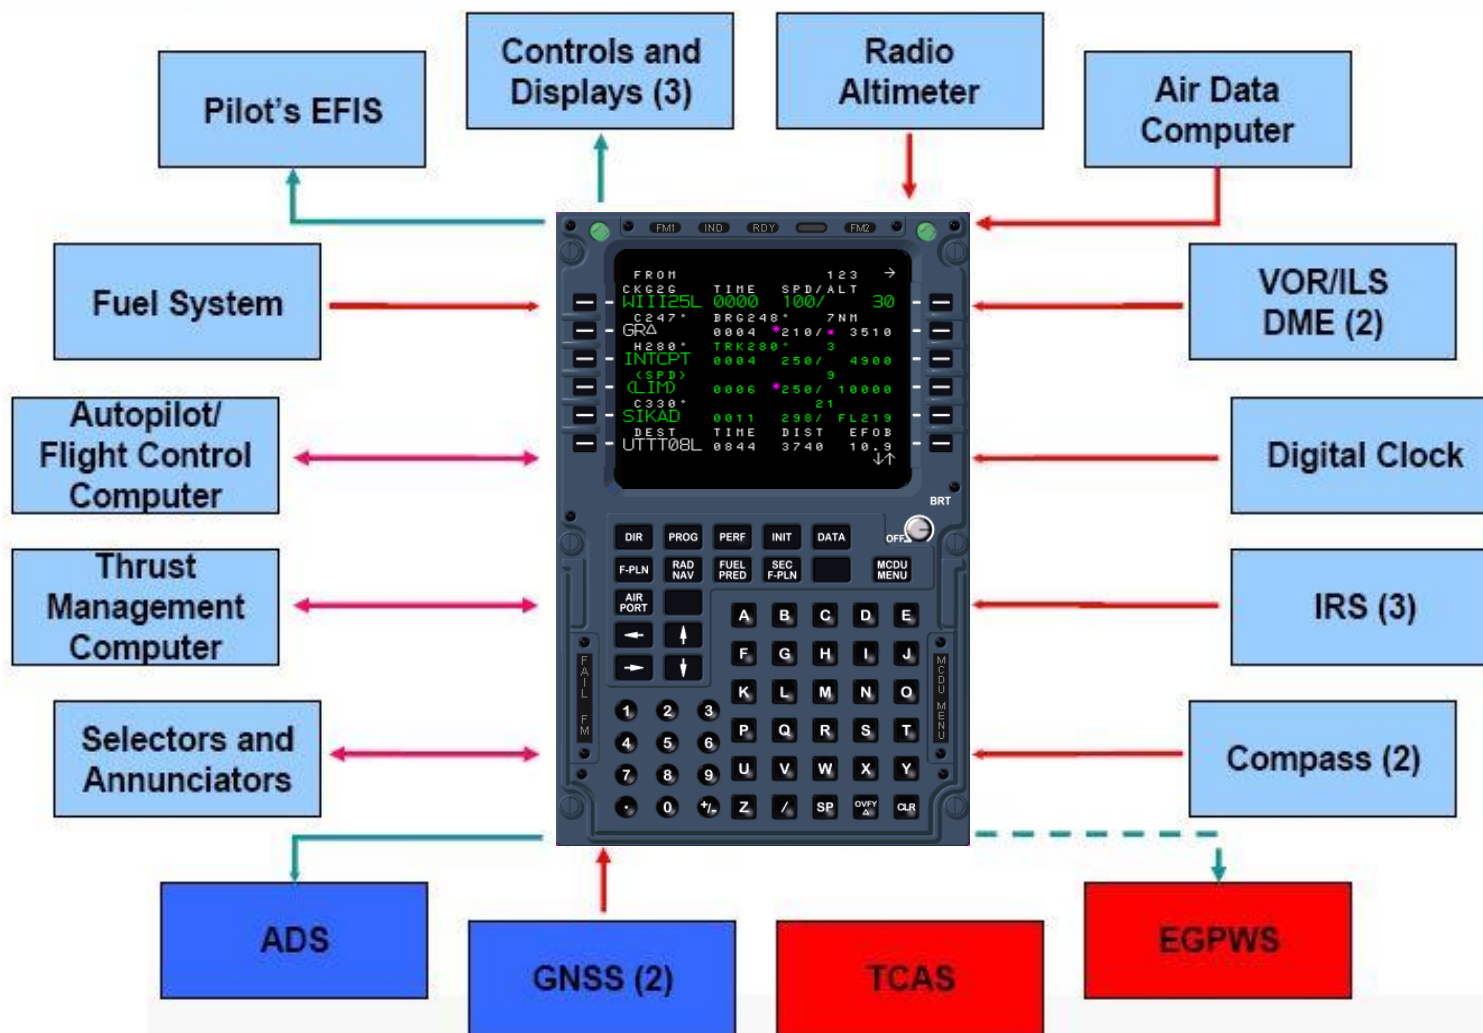 Controls and
Displays (3)
Radio
Altimeter
Pilot's EFIS
Air Data
Computer
Fuel System
VOR/ILS
DME (2)
Autopilot/
Flight Control
Computer
Digital Clock
Thrust
Management
Computer
IRS (3)
Selectors and
Annunciators
Compass (2)
ADS
GNSS (2)
TCAS
EGPWS
FM1 IND RDY FM2
FROM 123 →
CKG2G TIME SPD/ALT
WIII25L 0000 100/ 30
C247° BRG248° 7NM
GRΔ 0004 *210/* 3510
H280° TRK280° 3
INTCPT 0004 250/ 4900
(SPD) 9
(LIM) 0006 *250/ 10000
C330° 21
SIKAD 0011 298/ FL219
DEST TIME DIST EFOB
UTTT08L 0844 3740 10.9
↓↑
BRT
OFF
DIR PROG PERF INIT DATA
F-PLN RAD NAV FUEL PRED SEC F-PLN MCDU MENU
AIR PORT
← ↑
→ ↓
A B C D E
F G H I J
K L M N O
P Q R S T
U V W X Y
Z / SP OVFY Δ CLR
1 2 3
4 5 6
7 8 9
. 0 +/-
FAIL FM
MCDU MENU